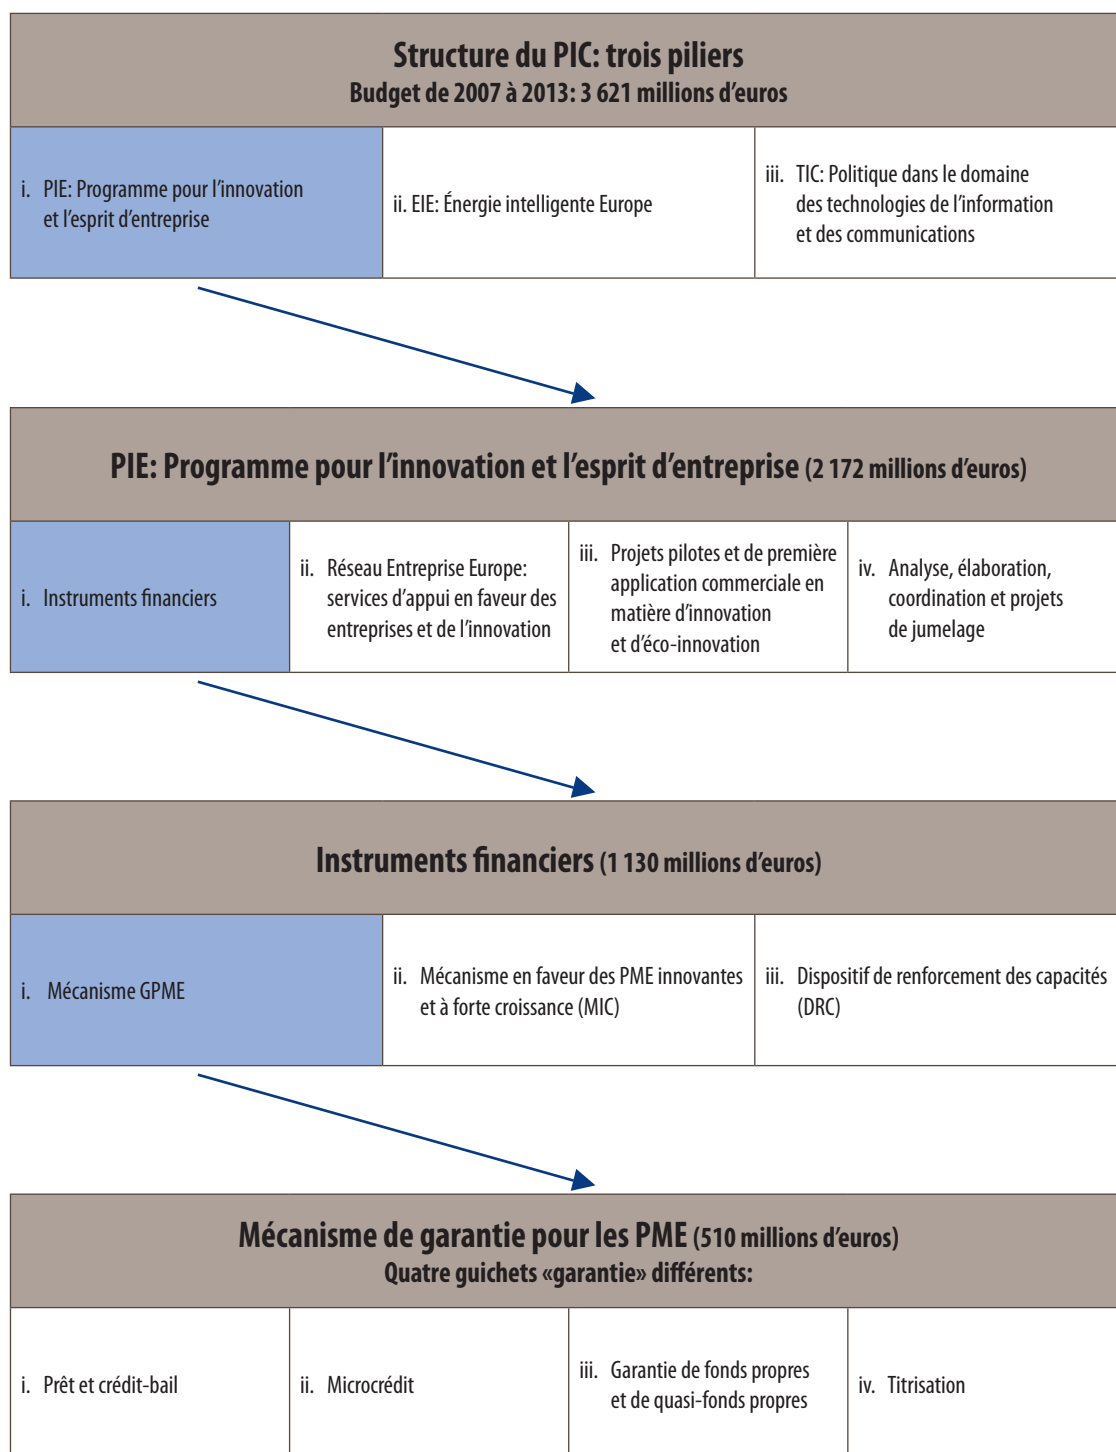 Structure du PIC: trois piliers
Budget de 2007 à 2013: 3 621 millions d’euros
i. PIE: Programme pour l’innovation
et l’esprit d’entreprise
ii. EIE: Énergie intelligente Europe
iii. TIC: Politique dans le domaine
des technologies de l’information
et des communications
PIE: Programme pour l’innovation et l’esprit d’entreprise (2 172 millions d’euros)
i. Instruments financiers
ii. Réseau Entreprise Europe:
services d’appui en faveur des
entreprises et de l’innovation
iii. Projets pilotes et de première
application commerciale en
matière d’innovation
et d’éco-innovation
iv. Analyse, élaboration,
coordination et projets
de jumelage
Instruments financiers (1 130 millions d’euros)
i. Mécanisme GPME
ii. Mécanisme en faveur des PME innovantes
et à forte croissance (MIC)
iii. Dispositif de renforcement des capacités
(DRC)
Mécanisme de garantie pour les PME (510 millions d’euros)
Quatre guichets «garantie» différents:
i. Prêt et crédit-bail
ii. Microcrédit
iii. Garantie de fonds propres
et de quasi-fonds propres
iv. Titrisation